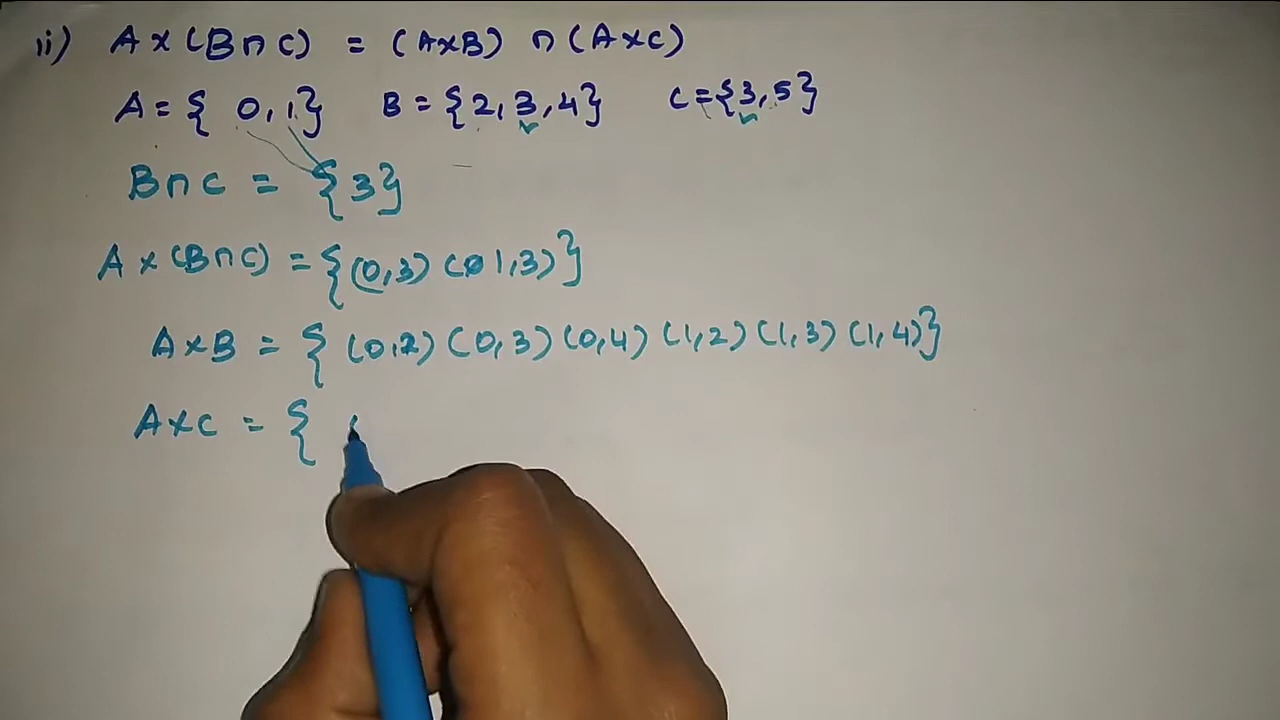 ii) A×(B∩C) = (A×B) ∩ (A×C)
A = { 0, 1} B = {2, 3, 4} C = {3, 5}
B∩C = {3}
A×(B∩C) = {(0,3) (0 1,3)}
A×B = { (0,2) (0,3) (0,4) (1,2) (1,3) (1,4)}
A×C = { (